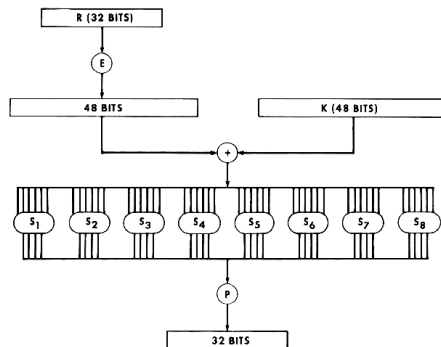 R (32 BITS)
E
48 BITS
K (48 BITS)
+
S1 S2 S3 S4 S5 S6 S7 S8
P
32 BITS